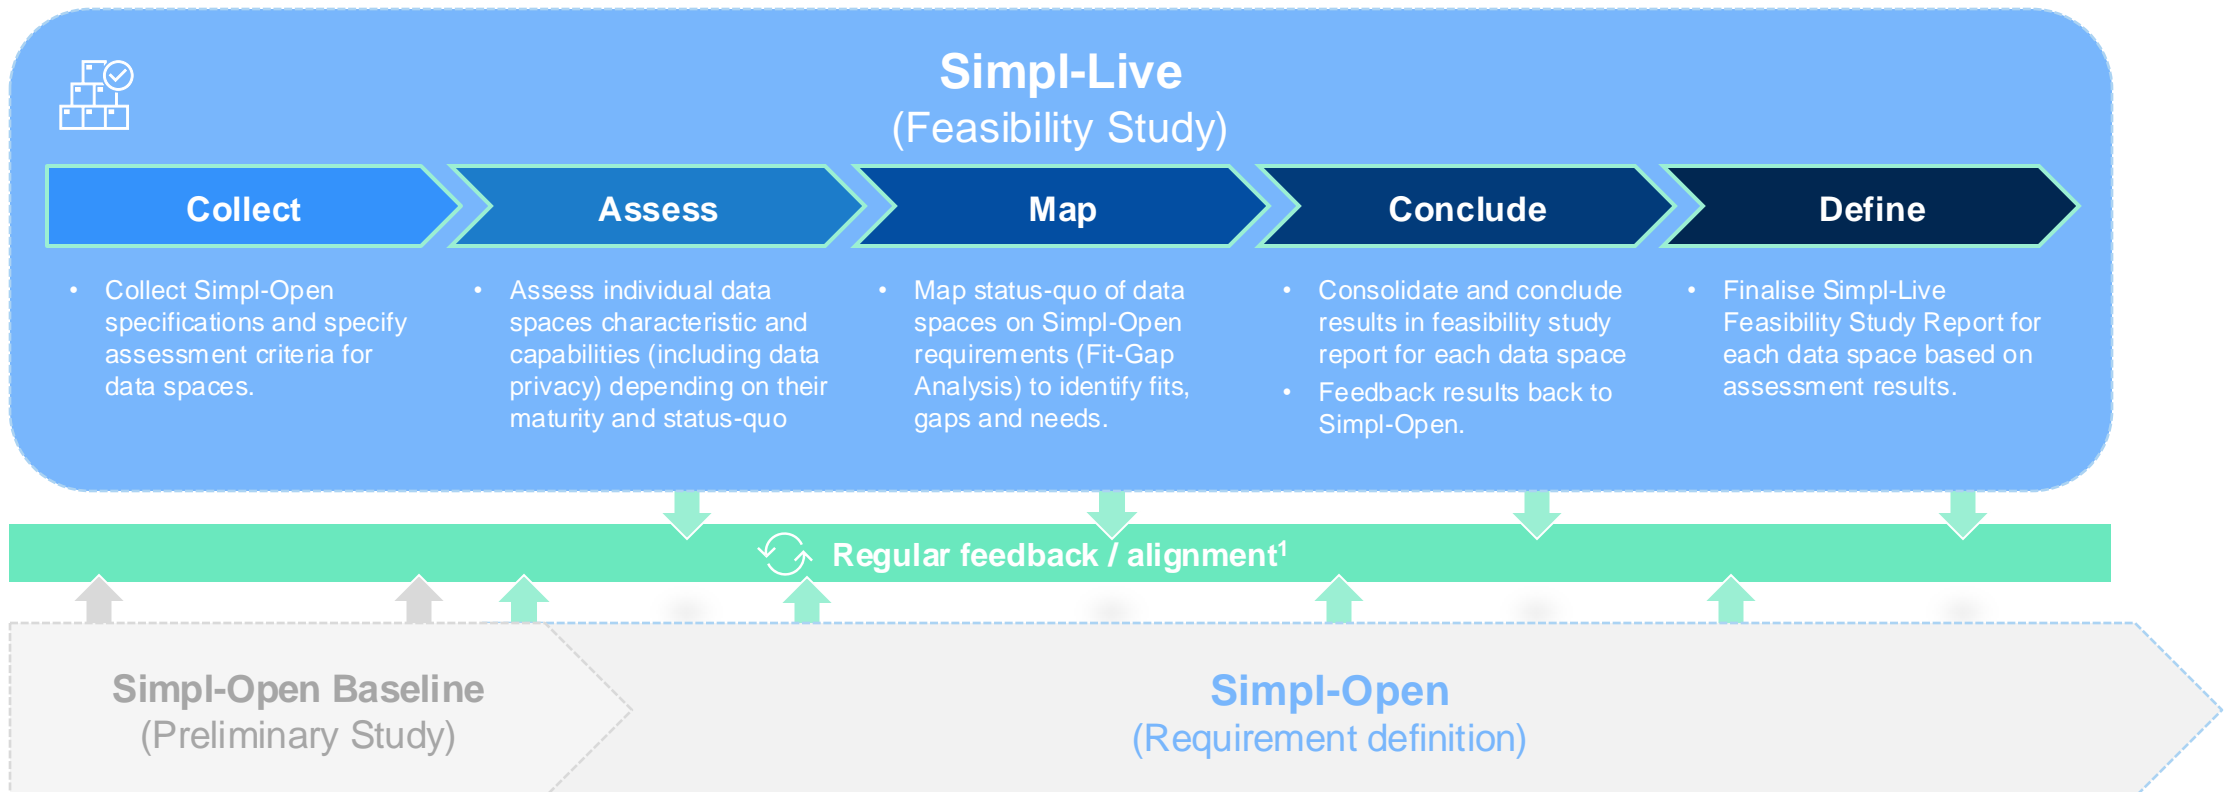 Simpl-Live
(Feasibility Study)
Collect
Assess
Map
Conclude
Define
• Collect Simpl-Open
specifications and specify
assessment criteria for
data spaces.
• Assess individual data
spaces characteristic and
capabilities (including data
privacy) depending on their
maturity and status-quo
• Map status-quo of data
spaces on Simpl-Open
requirements (Fit-Gap
Analysis) to identify fits,
gaps and needs.
• Consolidate and conclude
results in feasibility study
report for each data space
• Feedback results back to
Simpl-Open.
• Finalise Simpl-Live
Feasibility Study Report for
each data space based on
assessment results.
Regular feedback / alignment¹
Simpl-Open Baseline
(Preliminary Study)
Simpl-Open
(Requirement definition)